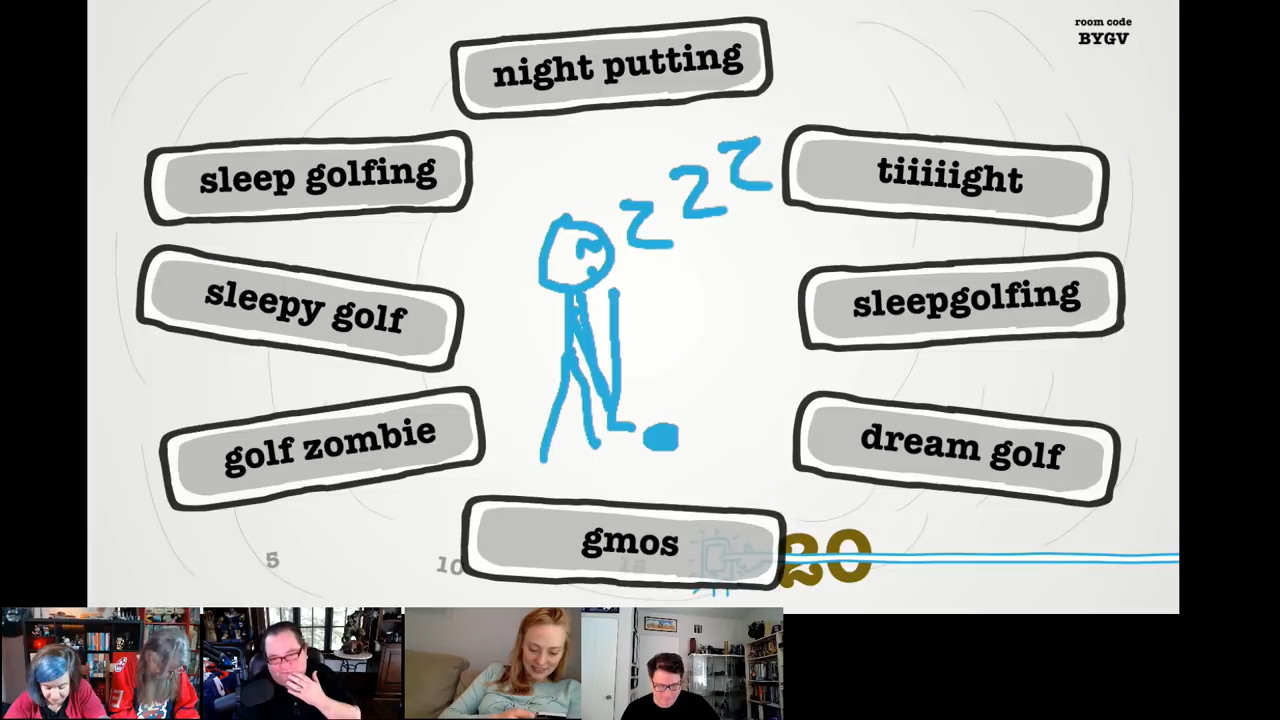 room code
BYGV
night putting
sleep golfing
tiiiiight
sleepy golf
sleepgolfing
golf zombie
dream golf
gmos
z z z
5
10
20